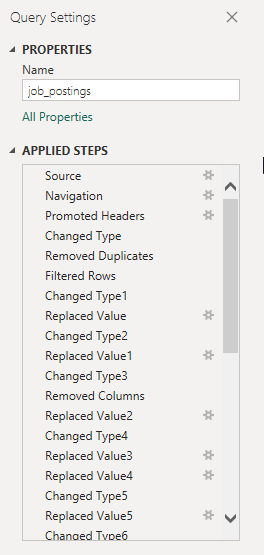 Query Settings
PROPERTIES
Name
job_postings
All Properties
APPLIED STEPS
Source
Navigation
Promoted Headers
Changed Type
Removed Duplicates
Filtered Rows
Changed Type1
Replaced Value
Changed Type2
Replaced Value1
Changed Type3
Removed Columns
Replaced Value2
Changed Type4
Replaced Value3
Replaced Value4
Changed Type5
Replaced Value5
Changed Type6